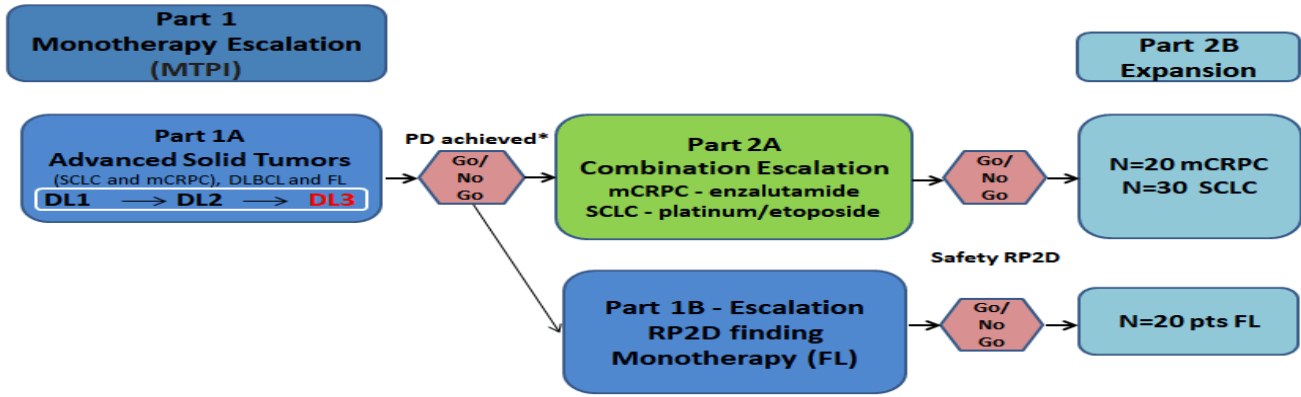 Part 1
Monotherapy Escalation
(MTPI)
Part 2B
Expansion
Part 1A
Advanced Solid Tumors
(SCLC and mCRPC), DLBCL and FL
DL1 → DL2 → DL3
PD achieved*
Go/
No
Go
Part 2A
Combination Escalation
mCRPC - enzalutamide
SCLC - platinum/etoposide
Go/
No
Go
N=20 mCRPC
N=30 SCLC
Safety RP2D
Part 1B - Escalation
RP2D finding
Monotherapy (FL)
Go/
No
Go
N=20 pts FL